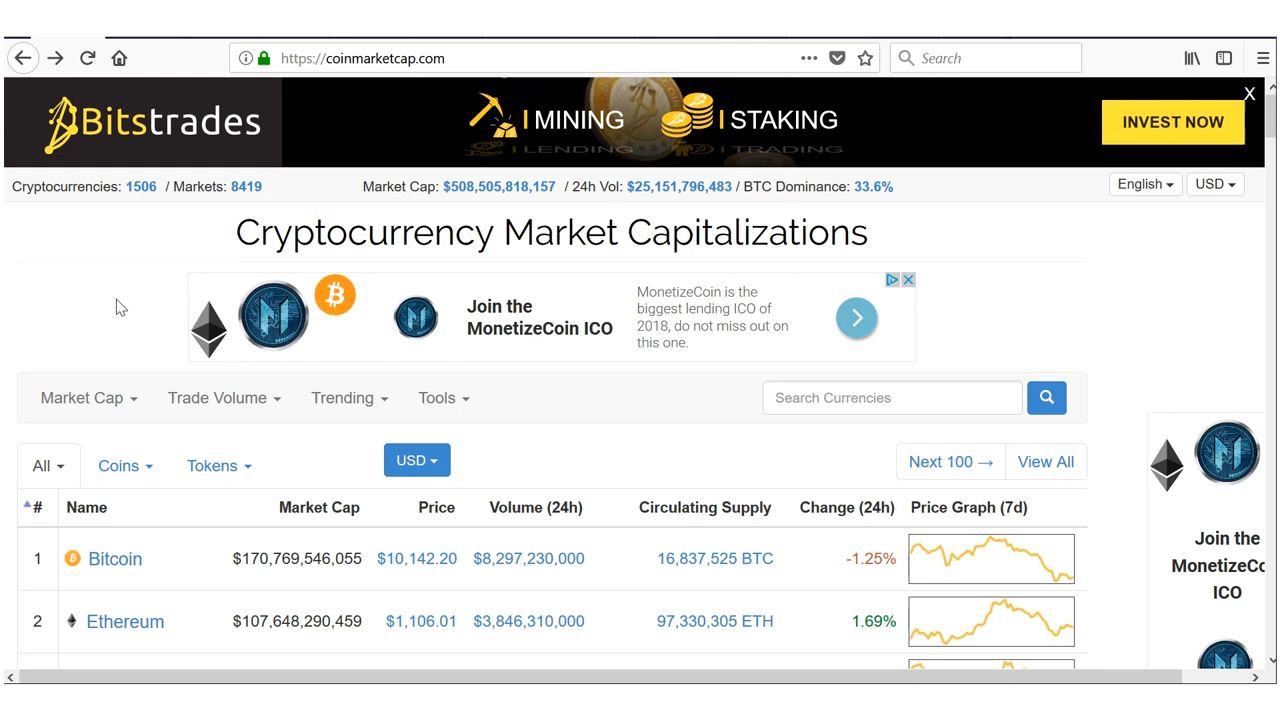 https://coinmarketcap.com
Search
Bitstrades
I MINING
I STAKING
I LENDING
I TRADING
X
INVEST NOW
Cryptocurrencies: 1506 / Markets: 8419
Market Cap: $508,505,818,157 / 24h Vol: $25,151,796,483 / BTC Dominance: 33.6%
English
USD
Cryptocurrency Market Capitalizations
Join the
MonetizeCoin ICO
MonetizeCoin is the
biggest lending ICO of
2018, do not miss out on
this one.
Market Cap
Trade Volume
Trending
Tools
Search Currencies
All
Coins
Tokens
USD
Next 100 →
View All
# Name Market Cap Price Volume (24h) Circulating Supply Change (24h) Price Graph (7d)
1 Bitcoin $170,769,546,055 $10,142.20 $8,297,230,000 16,837,525 BTC -1.25%
2 Ethereum $107,648,290,459 $1,106.01 $3,846,310,000 97,330,305 ETH 1.69%
Join the
MonetizeCo
ICO